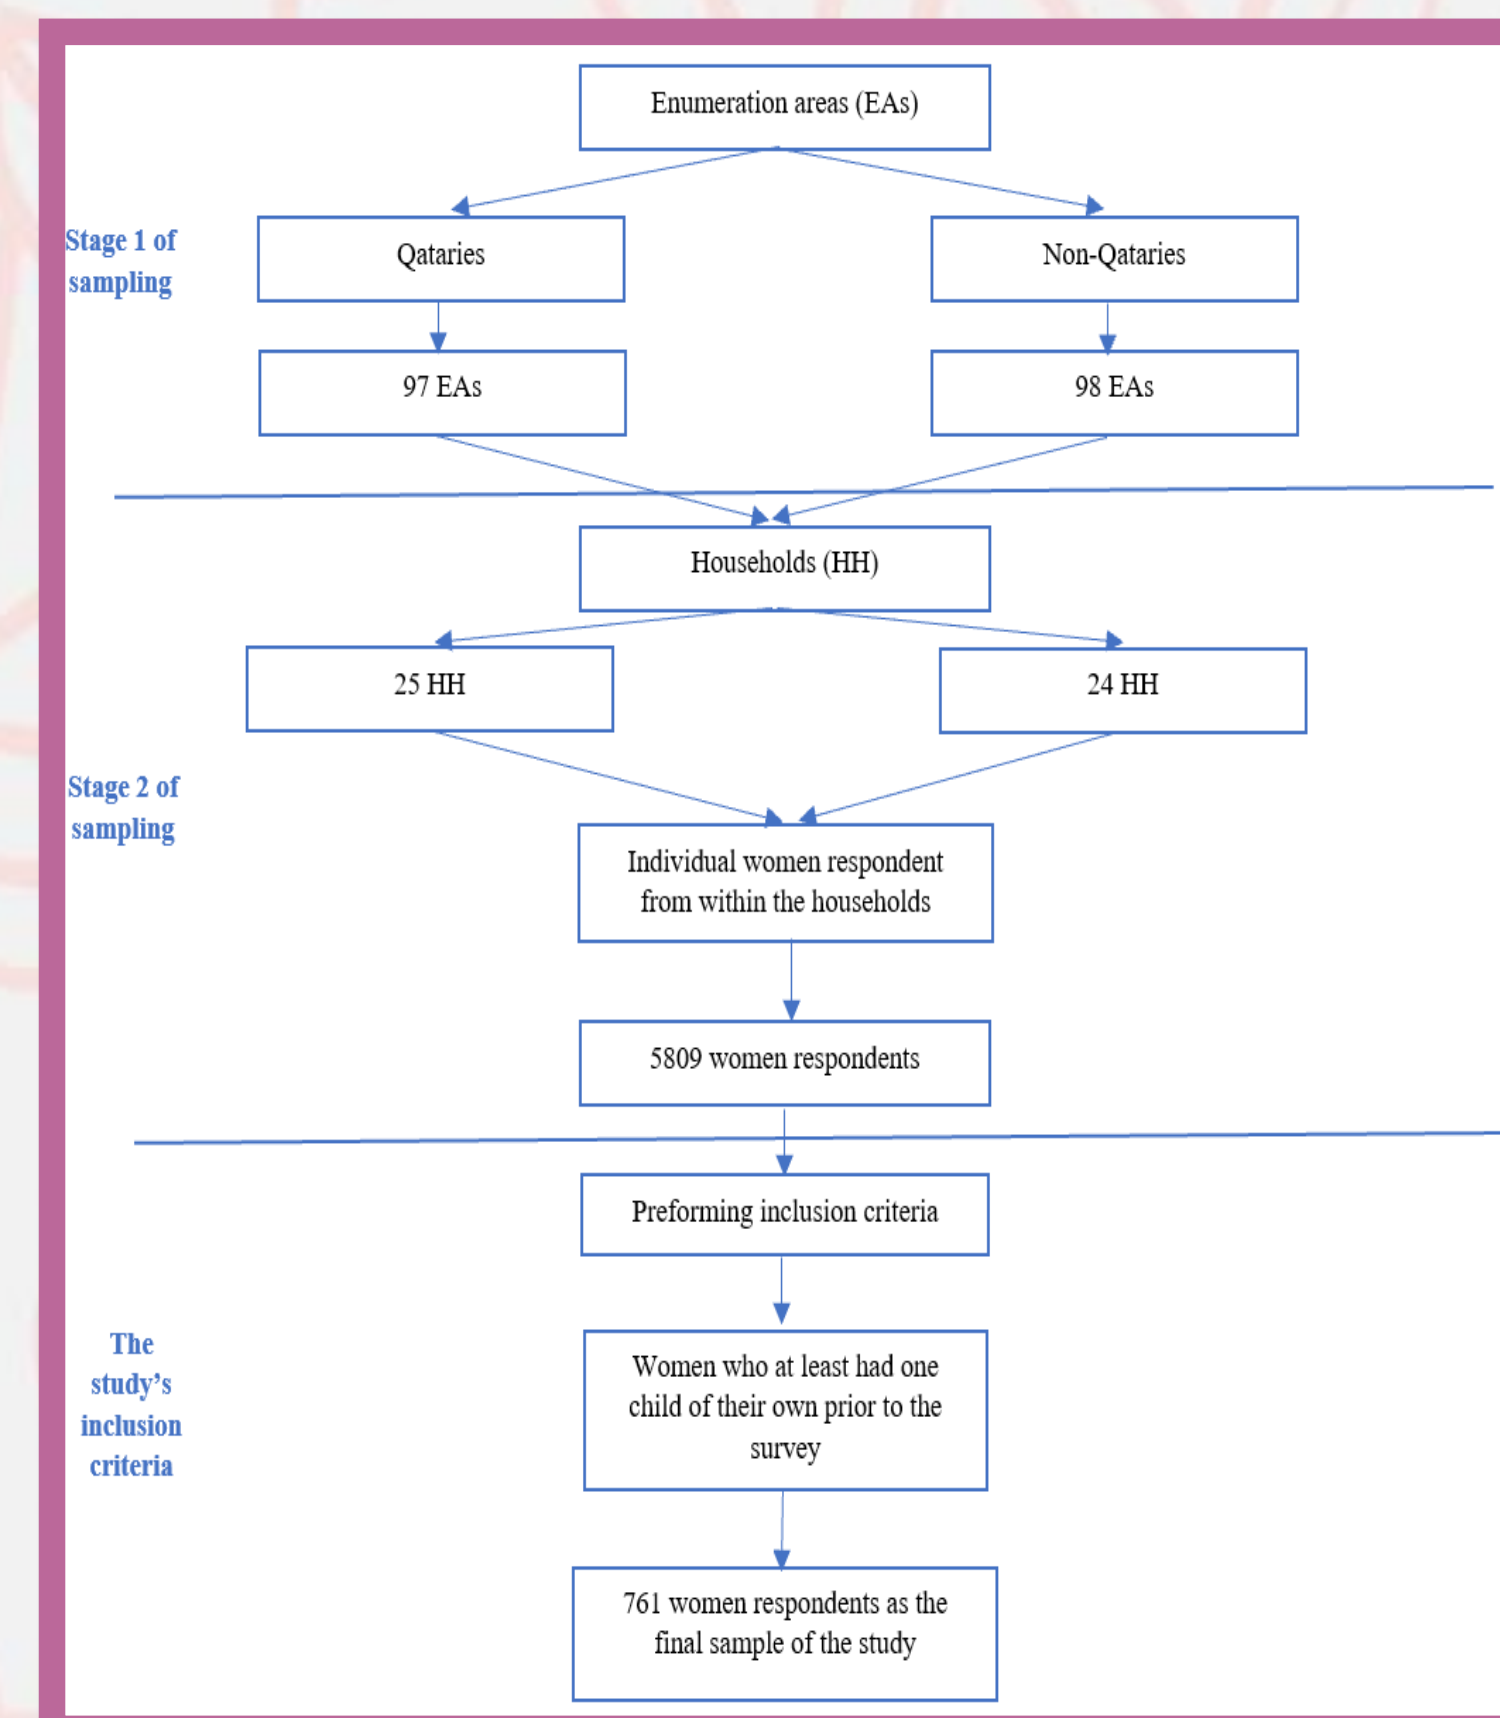 Enumeration areas (EAs)
Stage 1 of
sampling
Qataries
Non-Qataries
97 EAs
98 EAs
Households (HH)
25 HH
24 HH
Stage 2 of
sampling
Individual women respondent
from within the households
5809 women respondents
Preforming inclusion criteria
The
study’s
inclusion
criteria
Women who at least had one
child of their own prior to the
survey
761 women respondents as the
final sample of the study